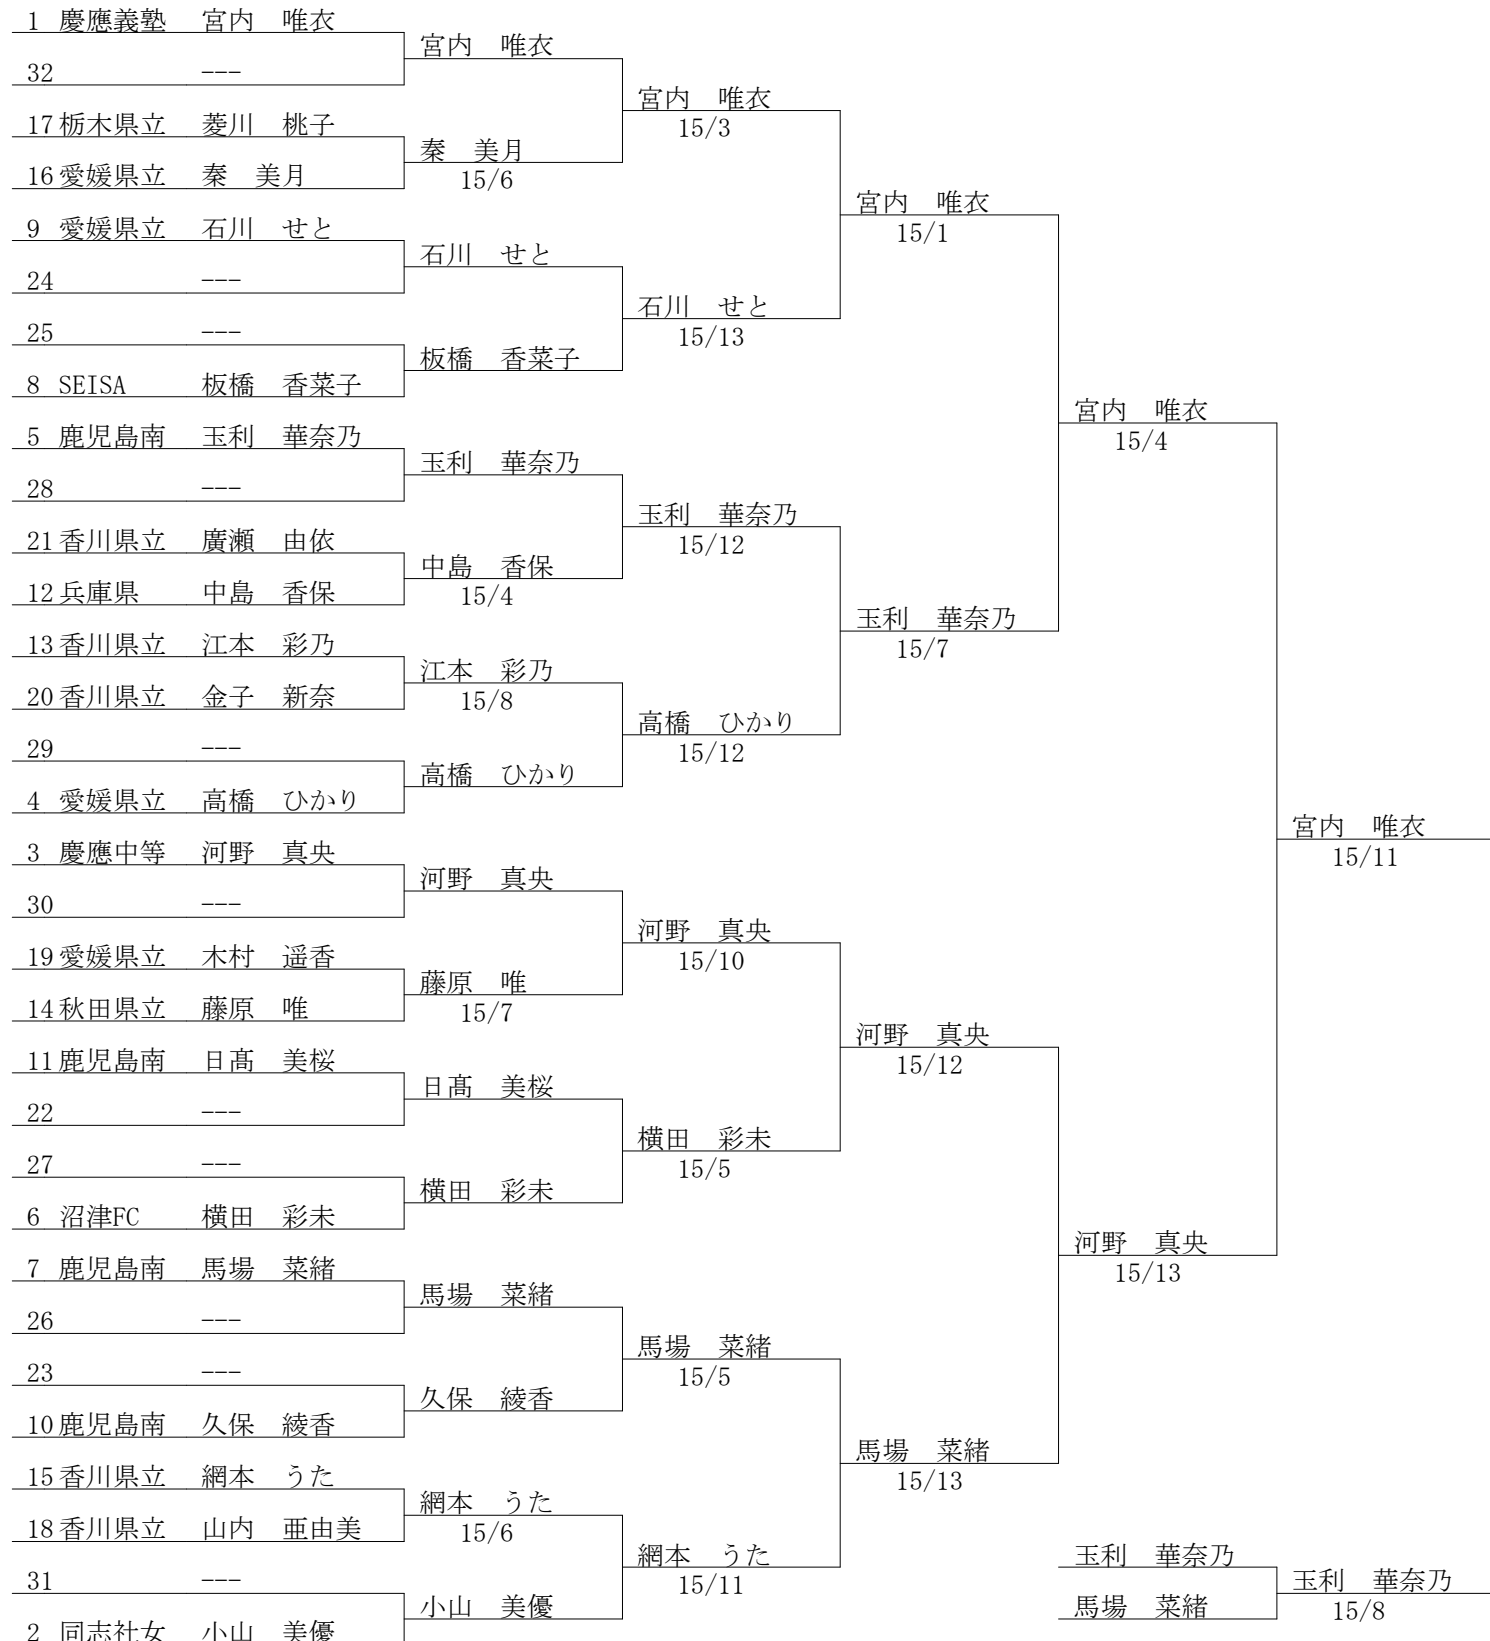 1 慶應義塾 宮内 唯衣
32 ---
17 栃木県立 菱川 桃子
16 愛媛県立 秦 美月
9 愛媛県立 石川 せと
24 ---
25 ---
8 SEISA 板橋 香菜子
5 鹿児島南 玉利 華奈乃
28 ---
21 香川県立 廣瀬 由依
12 兵庫県 中島 香保
13 香川県立 江本 彩乃
20 香川県立 金子 新奈
29 ---
4 愛媛県立 高橋 ひかり
3 慶應中等 河野 真央
30 ---
19 愛媛県立 木村 遥香
14 秋田県立 藤原 唯
11 鹿児島南 日髙 美桜
22 ---
27 ---
6 沼津FC 横田 彩未
7 鹿児島南 馬場 菜緒
26 ---
23 ---
10 鹿児島南 久保 綾香
15 香川県立 網本 うた
18 香川県立 山内 亜由美
31 ---
2 同志社女 小山 美優
宮内 唯衣
秦 美月
15/6
石川 せと
板橋 香菜子
玉利 華奈乃
中島 香保
15/4
江本 彩乃
15/8
高橋 ひかり
河野 真央
藤原 唯
15/7
日髙 美桜
横田 彩未
馬場 菜緒
久保 綾香
網本 うた
15/6
小山 美優
宮内 唯衣
15/3
石川 せと
15/13
玉利 華奈乃
15/12
高橋 ひかり
15/12
河野 真央
15/10
横田 彩未
15/5
馬場 菜緒
15/5
網本 うた
15/11
宮内 唯衣
15/1
玉利 華奈乃
15/7
河野 真央
15/12
馬場 菜緒
15/13
宮内 唯衣
15/4
河野 真央
15/13
宮内 唯衣
15/11
玉利 華奈乃
馬場 菜緒
玉利 華奈乃
15/8